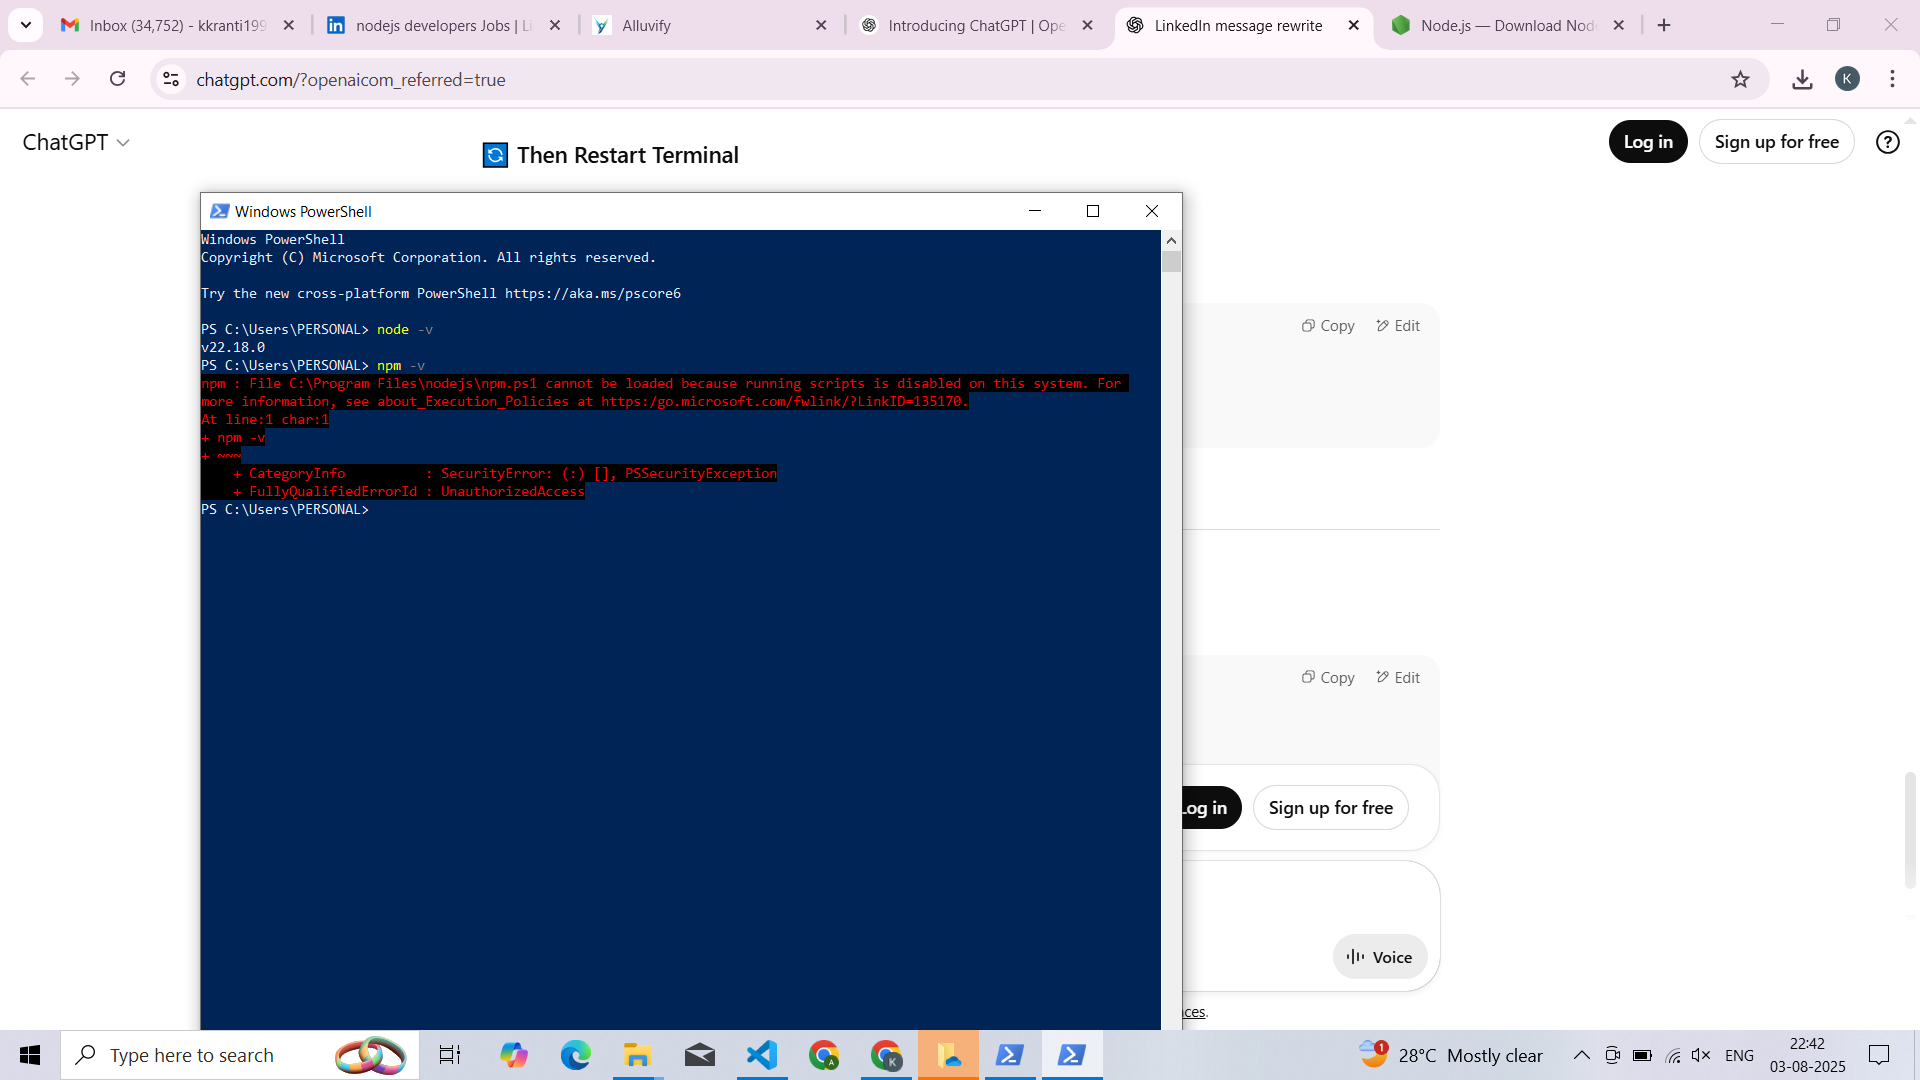 Inbox (34,752) - kkranti199
nodejs developers Jobs | Li
Alluvify
Introducing ChatGPT | Ope
LinkedIn message rewrite
Node.js — Download Nod
chatgpt.com/?openaicom_referred=true
K
ChatGPT
Log in
Sign up for free
Then Restart Terminal
Windows PowerShell
Windows PowerShell
Copyright (C) Microsoft Corporation. All rights reserved.
Try the new cross-platform PowerShell https://aka.ms/pscore6
PS C:\Users\PERSONAL> node -v
v22.18.0
PS C:\Users\PERSONAL> npm -v
npm : File C:\Program Files\nodejs\npm.ps1 cannot be loaded because running scripts is disabled on this system. For
more information, see about_Execution_Policies at https:/go.microsoft.com/fwlink/?LinkID=135170.
At line:1 char:1
+ npm -v
+ ~~~
    + CategoryInfo          : SecurityError: (:) [], PSSecurityException
    + FullyQualifiedErrorId : UnauthorizedAccess
PS C:\Users\PERSONAL>
Copy Edit
Copy Edit
Log in
Sign up for free
Voice
ces.
Type here to search
A
K
1
28°C Mostly clear
ENG
22:42
03-08-2025